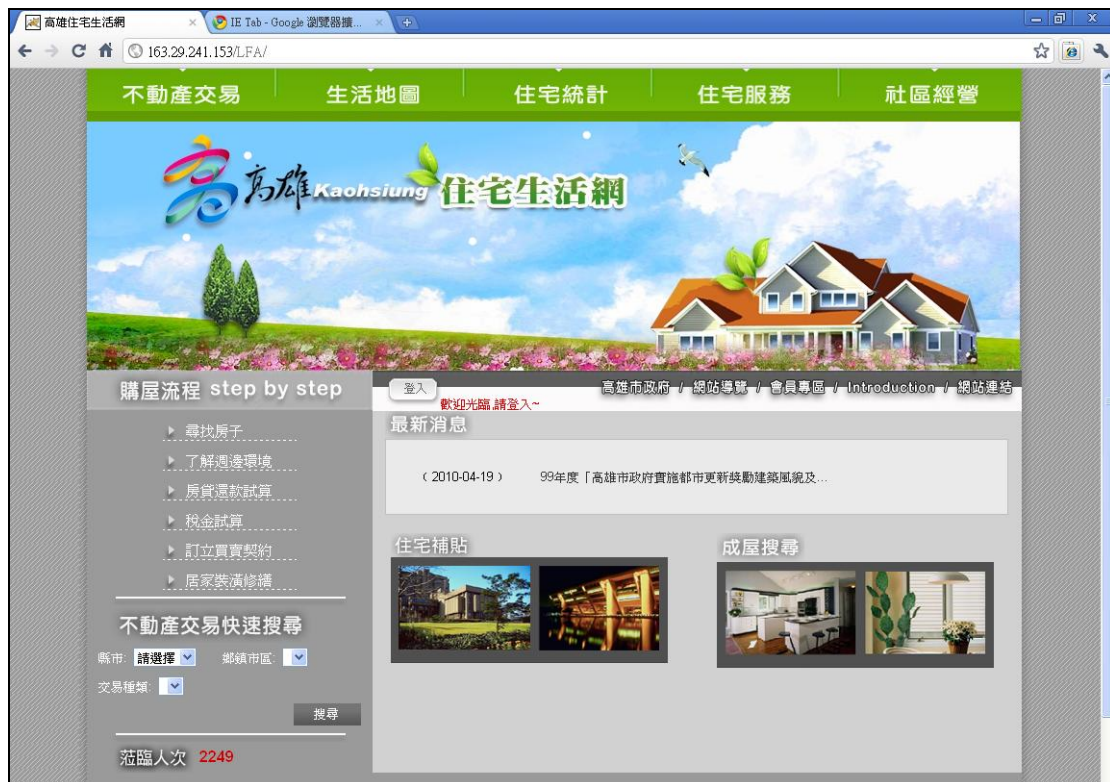 高雄住宅生活網
IE Tab - Google 瀏覽器擴...
163.29.241.153/LFA/
不動產交易 生活地圖 住宅統計 住宅服務 社區經營
高雄 Kaohsiung 住宅生活網
購屋流程 step by step
登入
歡迎光臨,請登入~
高雄市政府 / 網站導覽 / 會員專區 / Introduction / 網站連結
尋找房子
了解週邊環境
房貸還款試算
稅金試算
訂立買賣契約
居家裝潢修繕
不動產交易快速搜尋
縣市: 請選擇 鄉鎮市區:
交易種類:
搜尋
蒞臨人次 2249
最新消息
( 2010-04-19 ) 99年度「高雄市政府實施都市更新獎勵建築風貌及...
住宅補貼
成屋搜尋